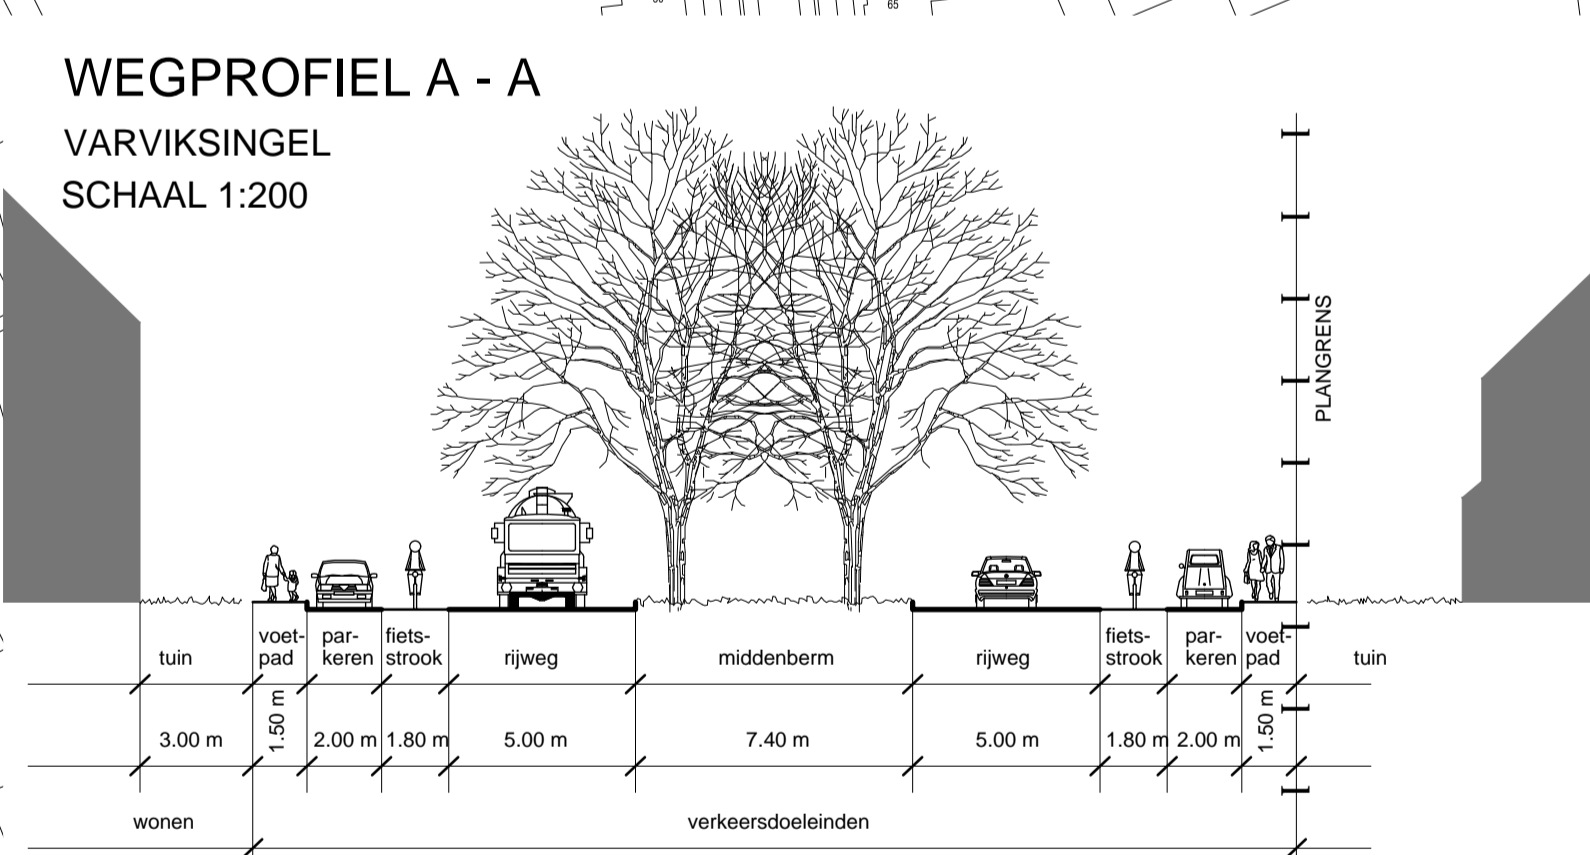 65
WEGPROFIEL A - A
VARVIKSINGEL
SCHAAL 1:200
PLANGRENS
tuin
voet-
pad
par-
keren
fiets-
strook
rijweg
middenberm
rijweg
fiets-
strook
par-
keren
voet-
pad
tuin
3.00 m
1.50 m
2.00 m
1.80 m
5.00 m
7.40 m
5.00 m
1.80 m
2.00 m
1.50 m
wonen
verkeersdoeleinden